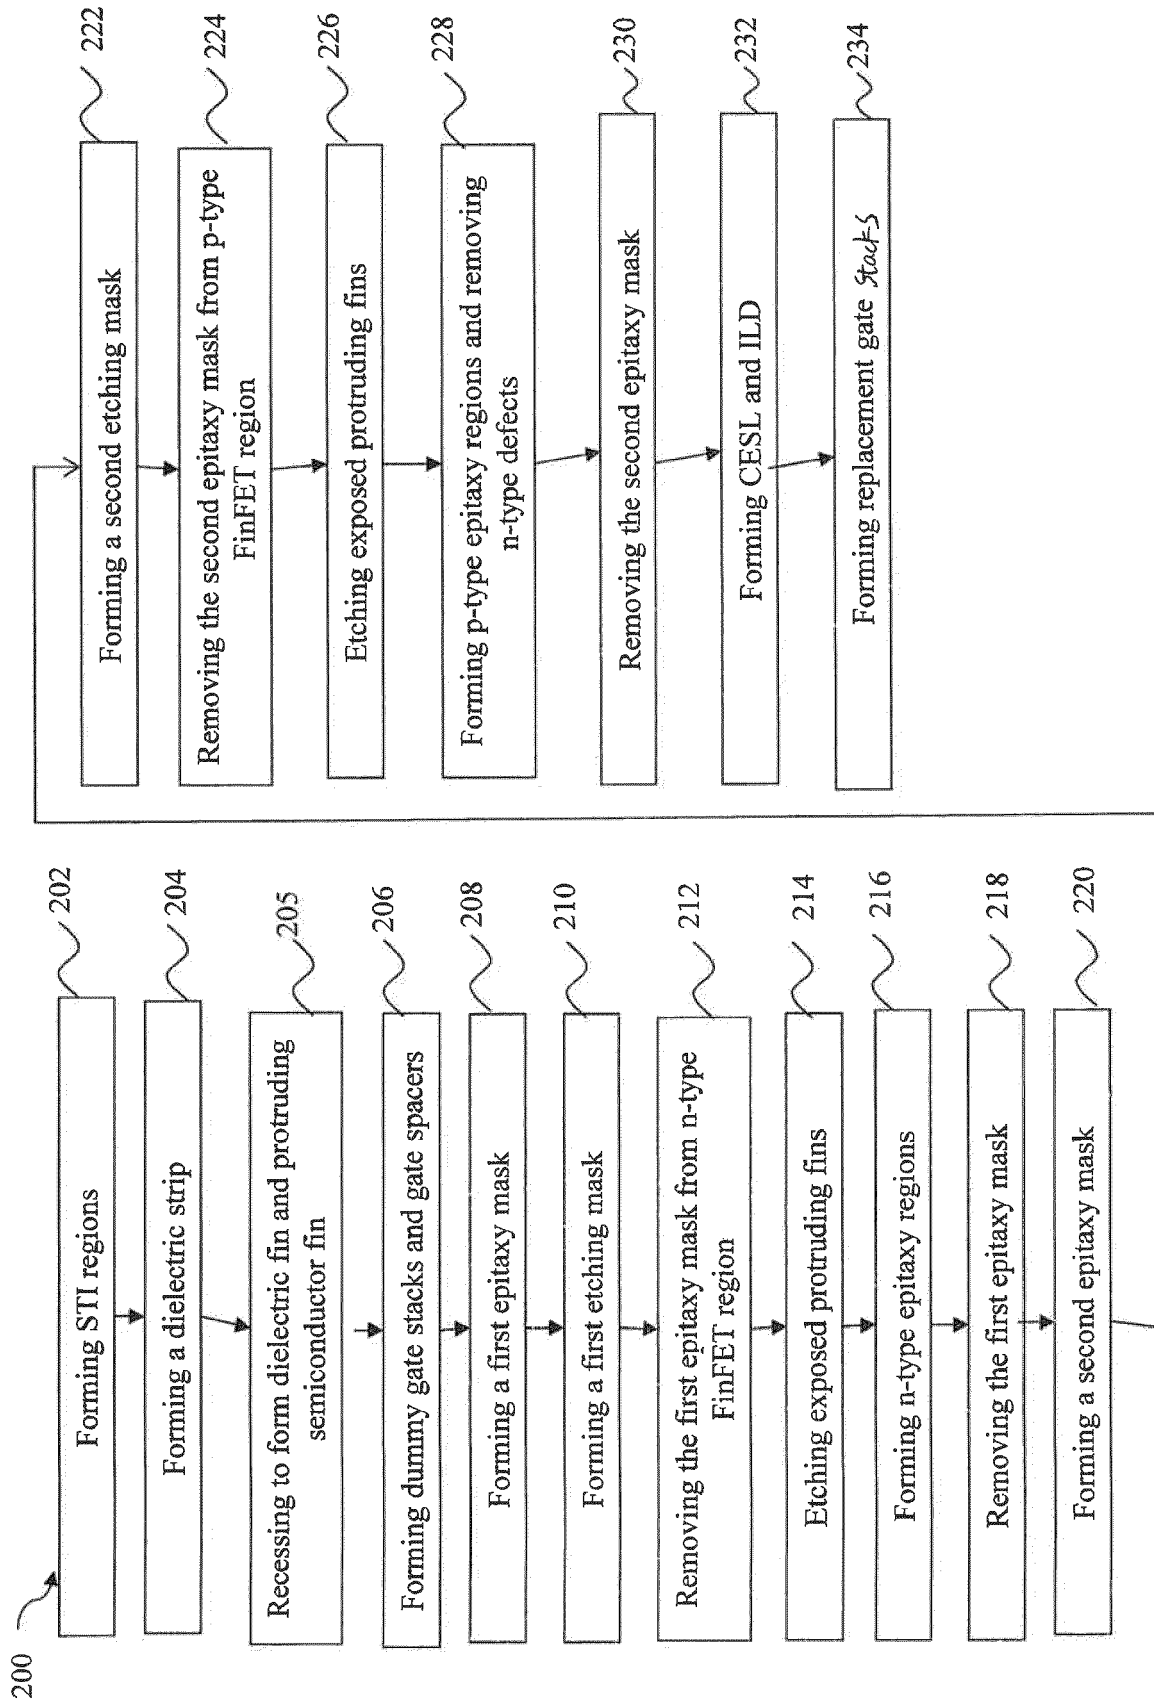 200
Forming STI regions
202
Forming a dielectric strip
204
Recessing to form dielectric fin and protruding
semiconductor fin
205
Forming dummy gate stacks and gate spacers
206
Forming a first epitaxy mask
208
Forming a first etching mask
210
Removing the first epitaxy mask from n-type
FinFET region
212
Etching exposed protruding fins
214
Forming n-type epitaxy regions
216
Removing the first epitaxy mask
218
Forming a second epitaxy mask
220
Forming a second etching mask
222
Removing the second epitaxy mask from p-type
FinFET region
224
Etching exposed protruding fins
226
Forming p-type epitaxy regions and removing
n-type defects
228
Removing the second epitaxy mask
230
Forming CESL and ILD
232
Forming replacement gate stacks
234